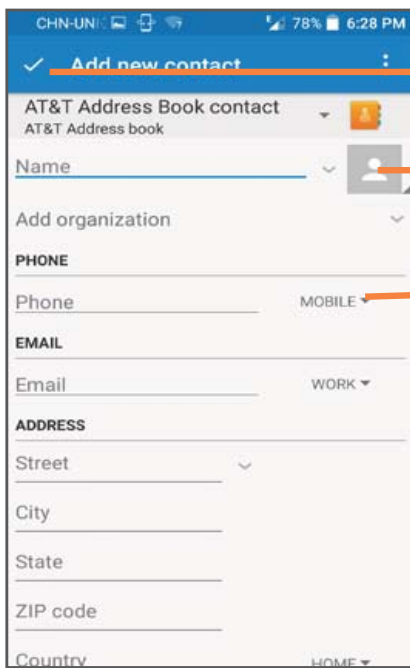 CHN-UNI 78% 6:28 PM
Add new contact
AT&T Address Book contact
AT&T Address book
Name
Add organization
PHONE
Phone MOBILE
EMAIL
Email WORK
ADDRESS
Street
City
State
ZIP code
Country HOME